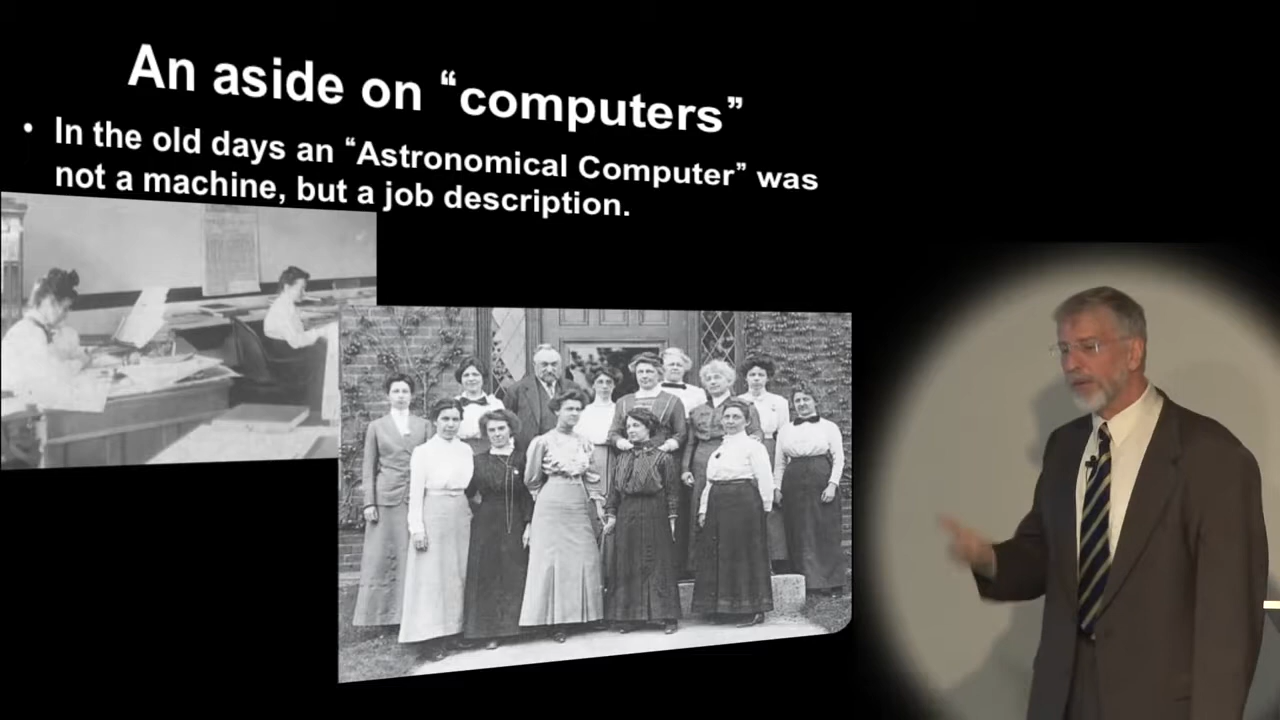 An aside on “computers”
• In the old days an “Astronomical Computer” was
not a machine, but a job description.